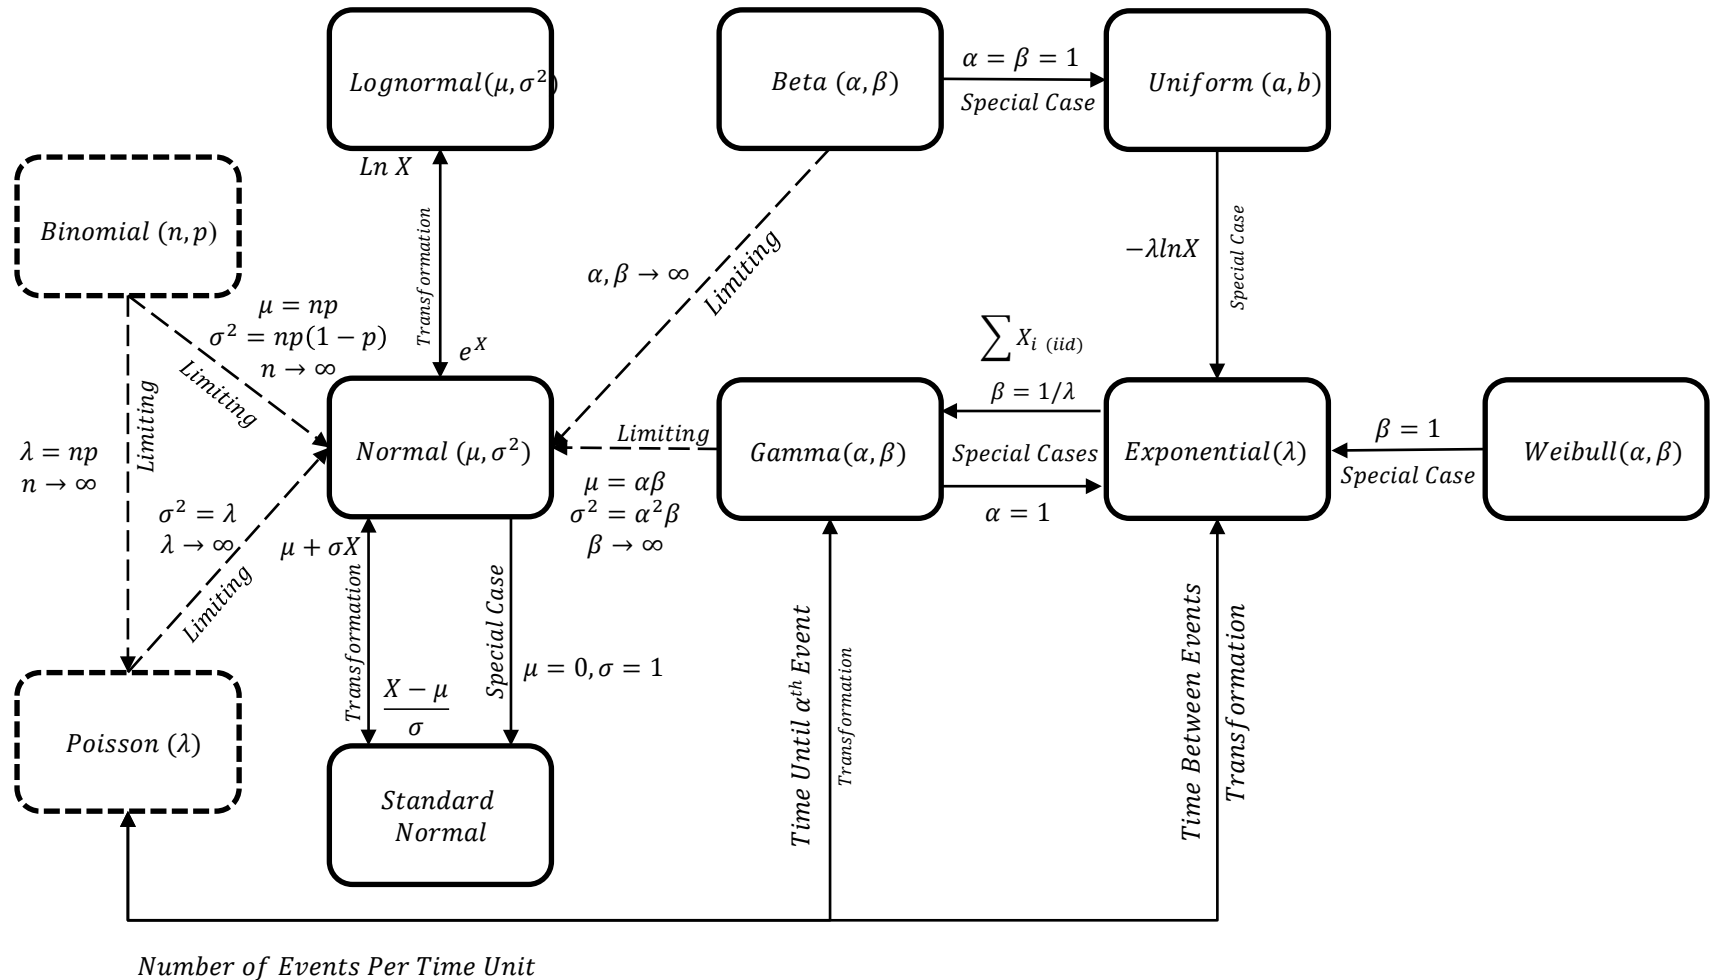 Lognormal(μ, σ²)
Beta (α, β)
α = β = 1
Special Case
Uniform (a, b)
Ln X
Transformation
e^X
Binomial (n, p)
μ = np
σ² = np(1 − p)
n → ∞
Limiting
Limiting
λ = np
n → ∞
α, β → ∞
Limiting
−λlnX
Special Case
∑ X_i (iid)
β = 1/λ
Special Cases
α = 1
Normal (μ, σ²)
Limiting
μ = αβ
σ² = α²β
β → ∞
Gamma(α, β)
Exponential(λ)
β = 1
Special Case
Weibull(α, β)
σ² = λ
λ → ∞
Limiting
μ + σX
Transformation
X − μ
σ
Special Case
μ = 0, σ = 1
Poisson (λ)
Standard
Normal
Time Until α^th Event
Transformation
Time Between Events
Transformation
Number of Events Per Time Unit